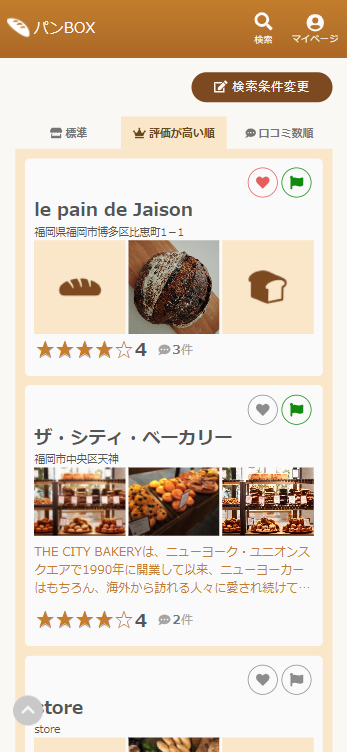 パンBOX
検索
マイページ
検索条件変更
標準
評価が高い順
口コミ数順
le pain de Jaison
福岡県福岡市博多区比恵町1−1
4
3件
ザ・シティ・ベーカリー
福岡市中央区天神
THE CITY BAKERYは、ニューヨーク・ユニオンス
クエアで1990年に開業して以来、ニューヨーカー
はもちろん、海外から訪れる人々に愛され続けて…
4
2件
store
store